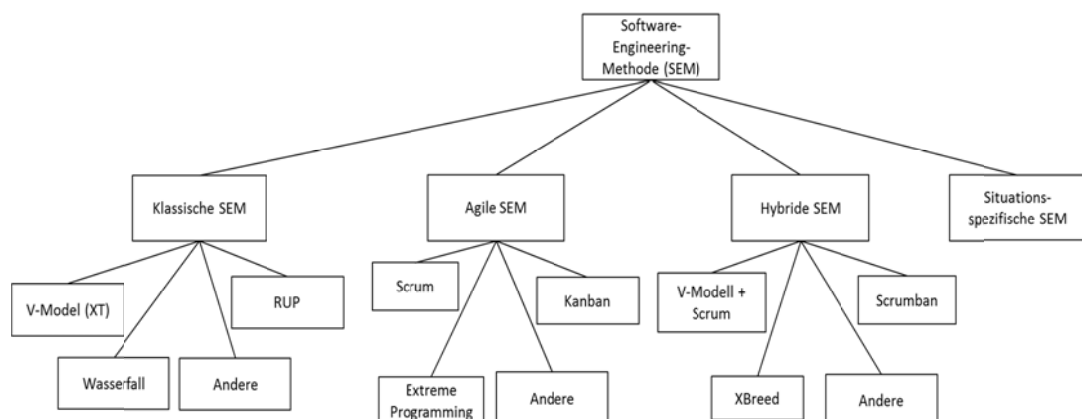 Software-
Engineering-
Methode (SEM)
Klassische SEM
Agile SEM
Hybride SEM
Situations-
spezifische SEM
V-Model (XT)
RUP
Scrum
Kanban
V-Modell +
Scrum
Scrumban
Wasserfall
Andere
Extreme
Programming
Andere
XBreed
Andere